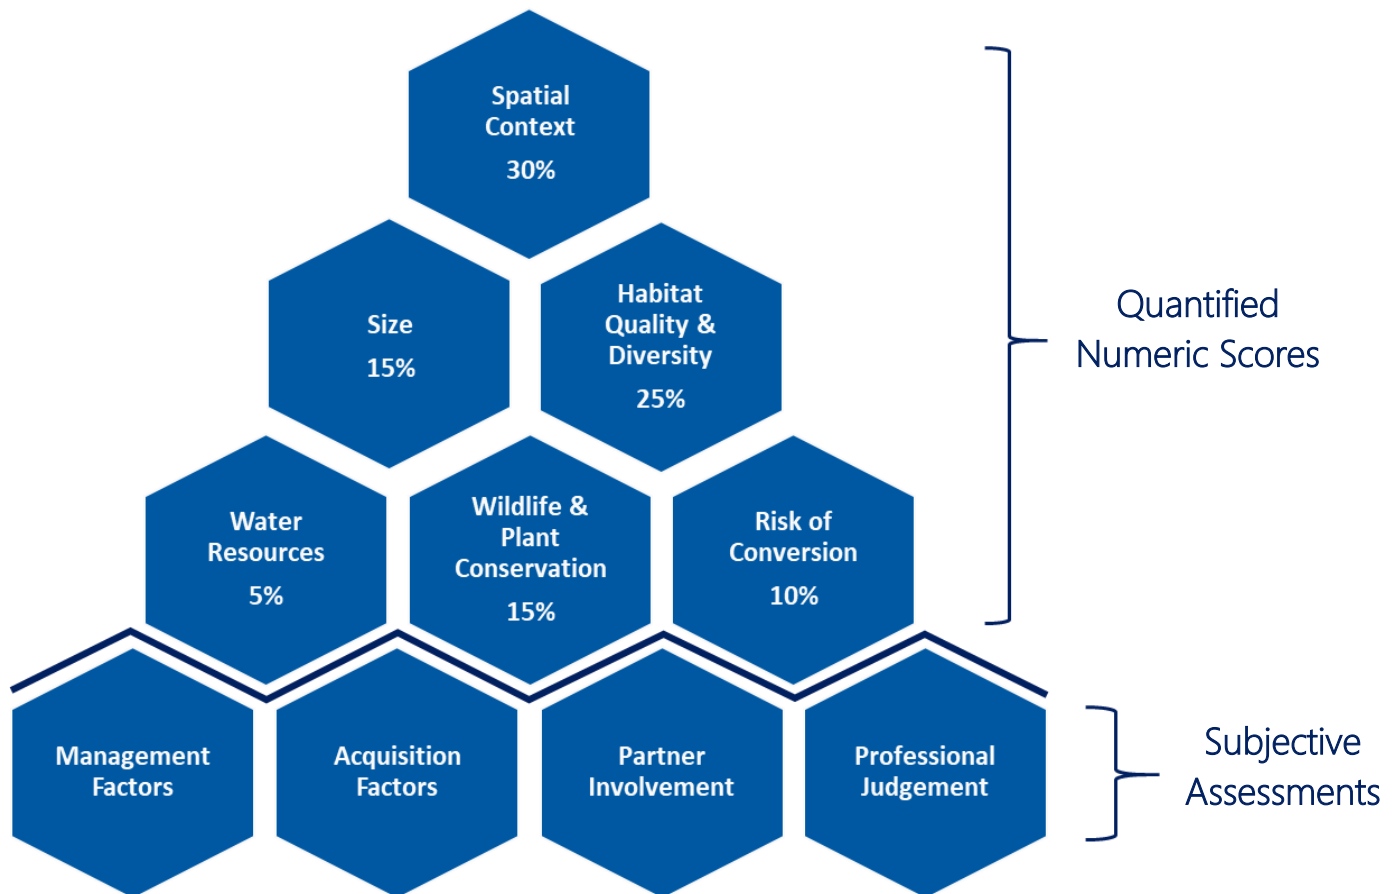 Spatial
Context
30%
Size
15%
Habitat
Quality &
Diversity
25%
Water
Resources
5%
Wildlife &
Plant
Conservation
15%
Risk of
Conversion
10%
Quantified
Numeric Scores
Management
Factors
Acquisition
Factors
Partner
Involvement
Professional
Judgement
Subjective
Assessments